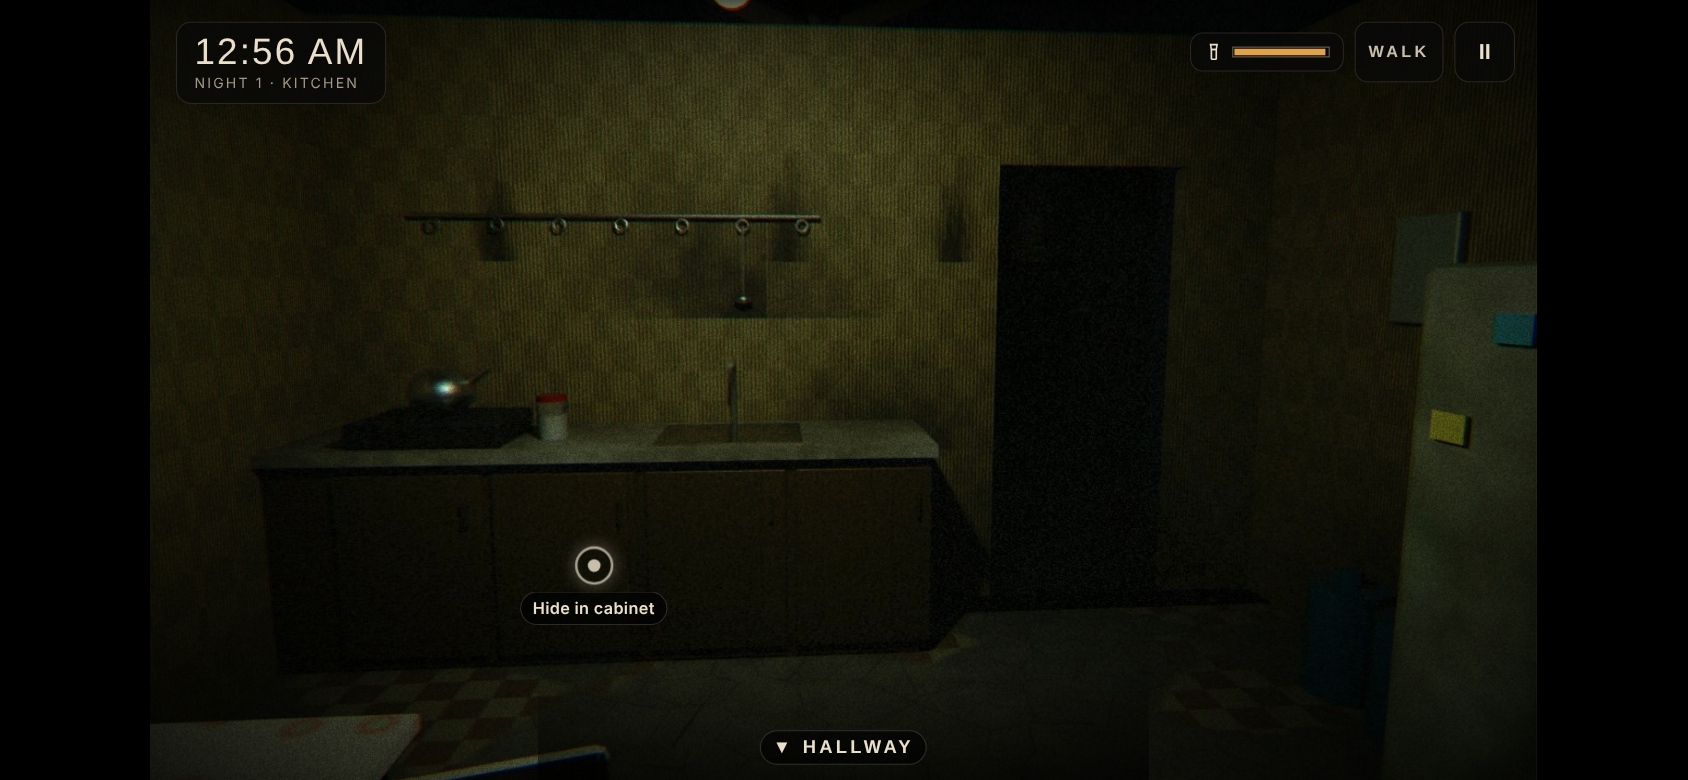 12:56 AM
NIGHT 1 · KITCHEN
WALK
Hide in cabinet
▼ HALLWAY